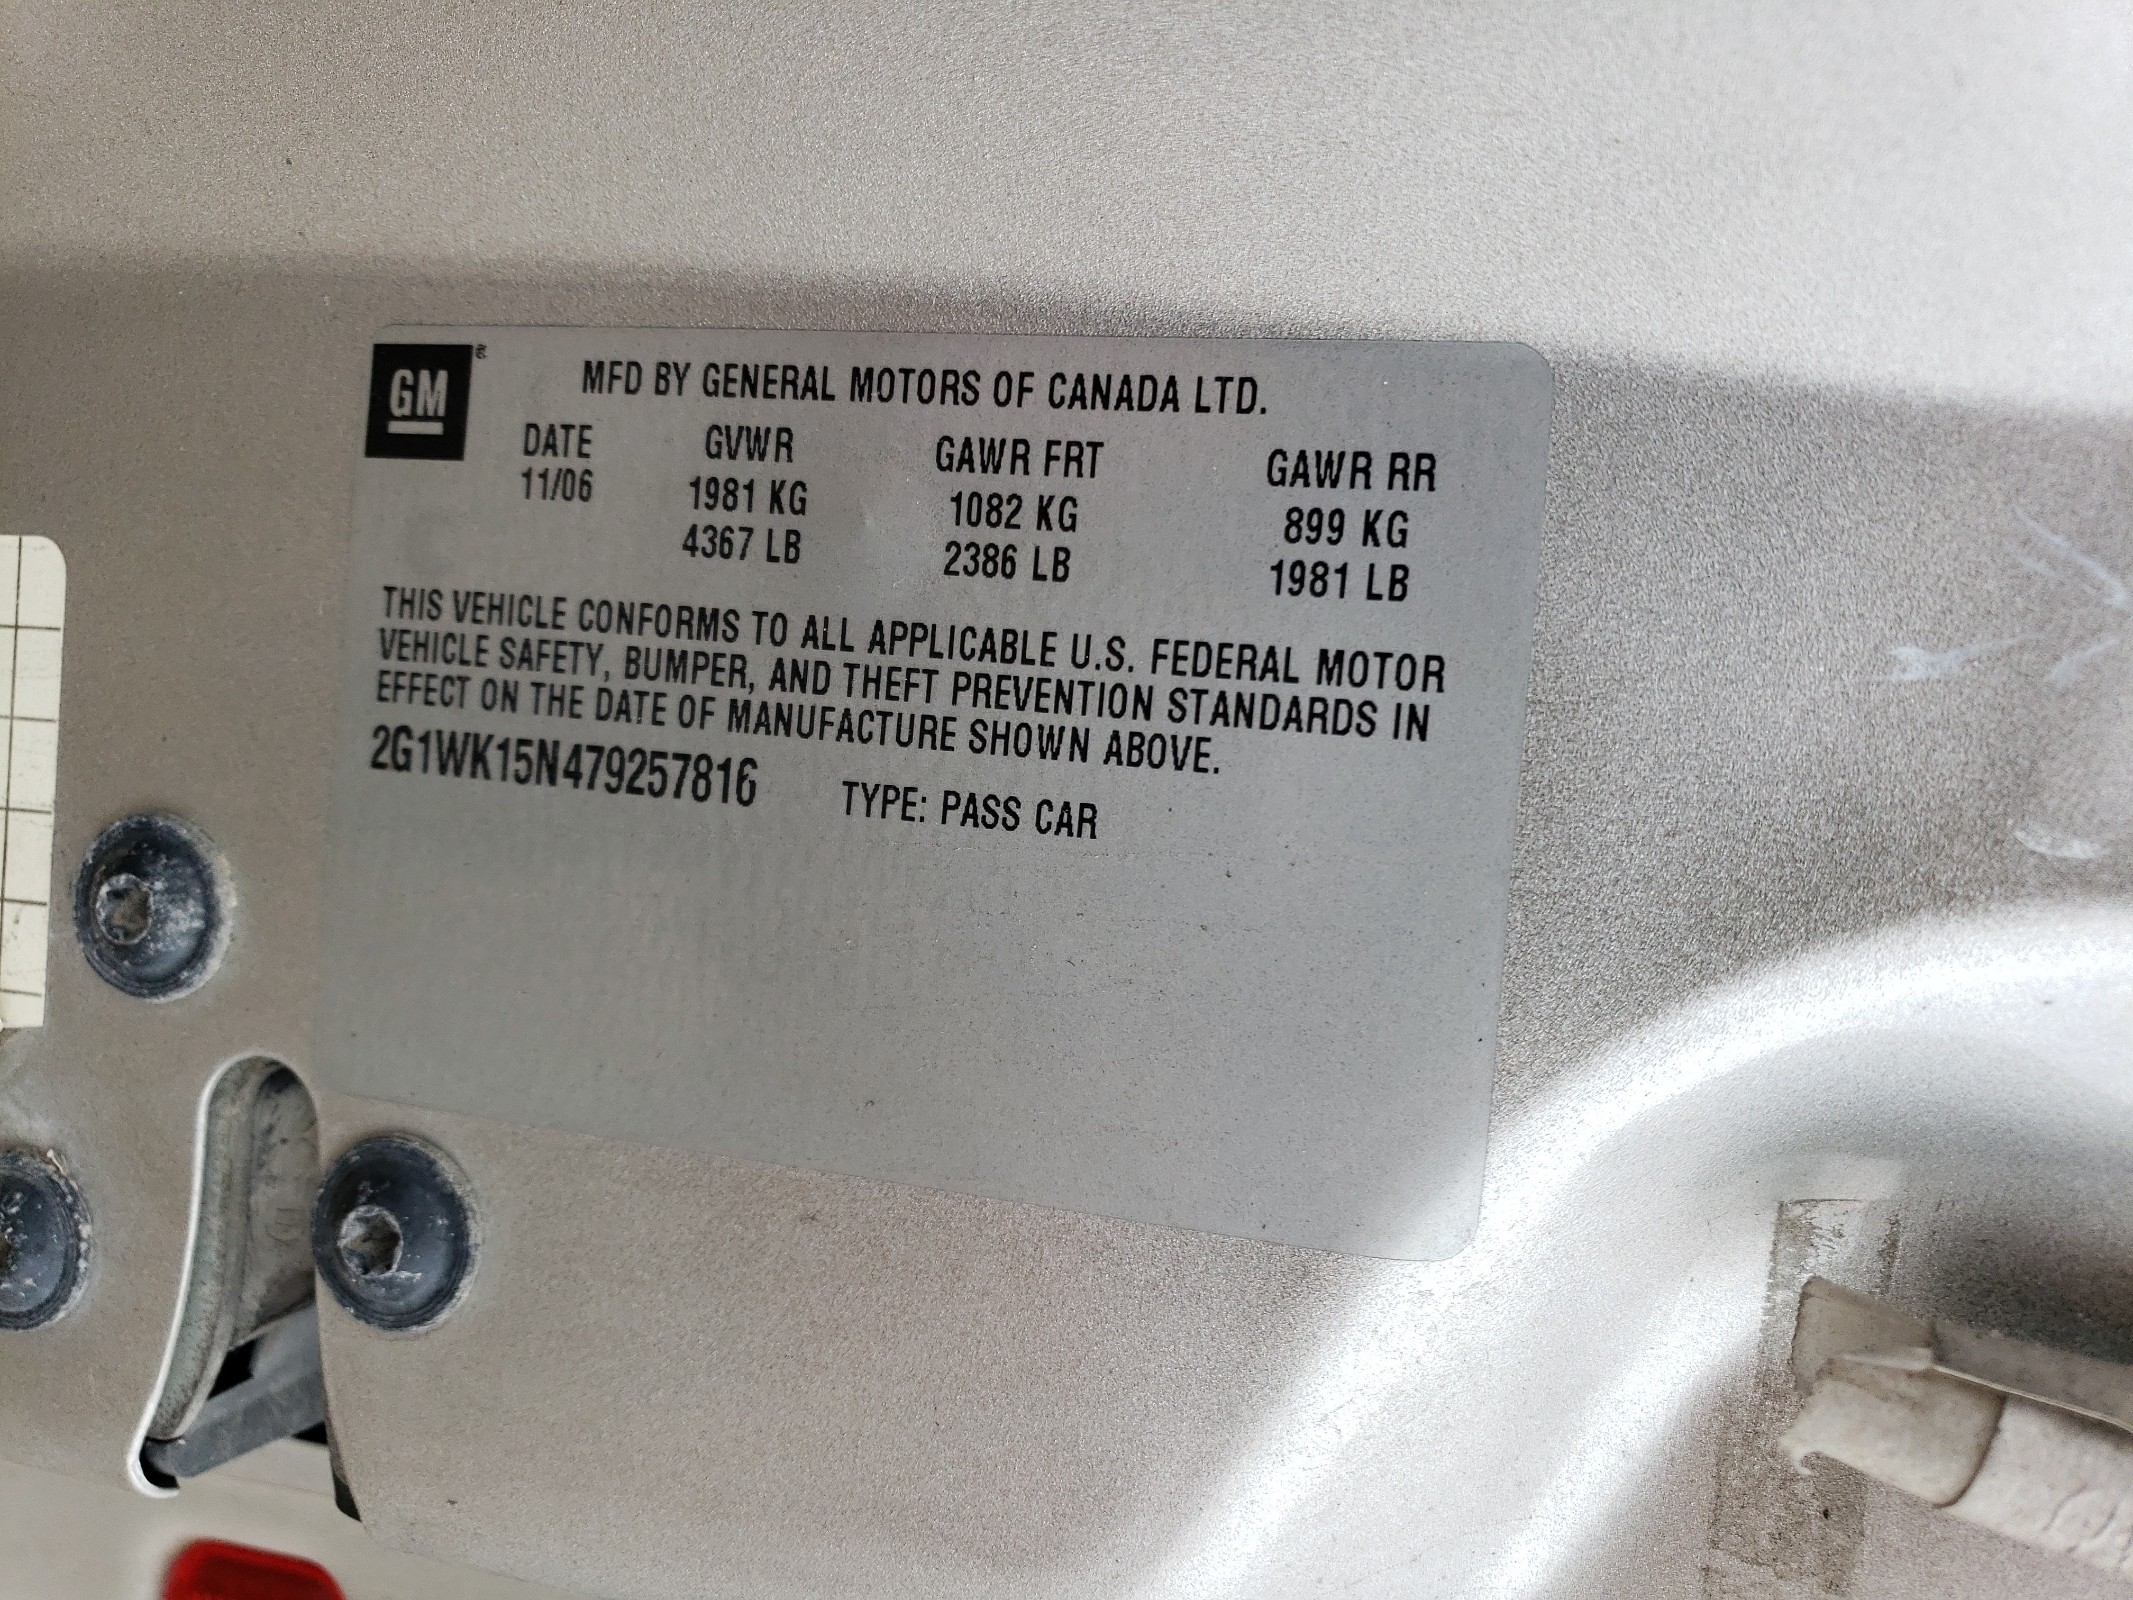 GM
MFD BY GENERAL MOTORS OF CANADA LTD.
DATE GVWR GAWR FRT GAWR RR
11/06 1981 KG 1082 KG 899 KG
4367 LB 2386 LB 1981 LB
THIS VEHICLE CONFORMS TO ALL APPLICABLE U.S. FEDERAL MOTOR
VEHICLE SAFETY, BUMPER, AND THEFT PREVENTION STANDARDS IN
EFFECT ON THE DATE OF MANUFACTURE SHOWN ABOVE.
2G1WK15N479257816 TYPE: PASS CAR